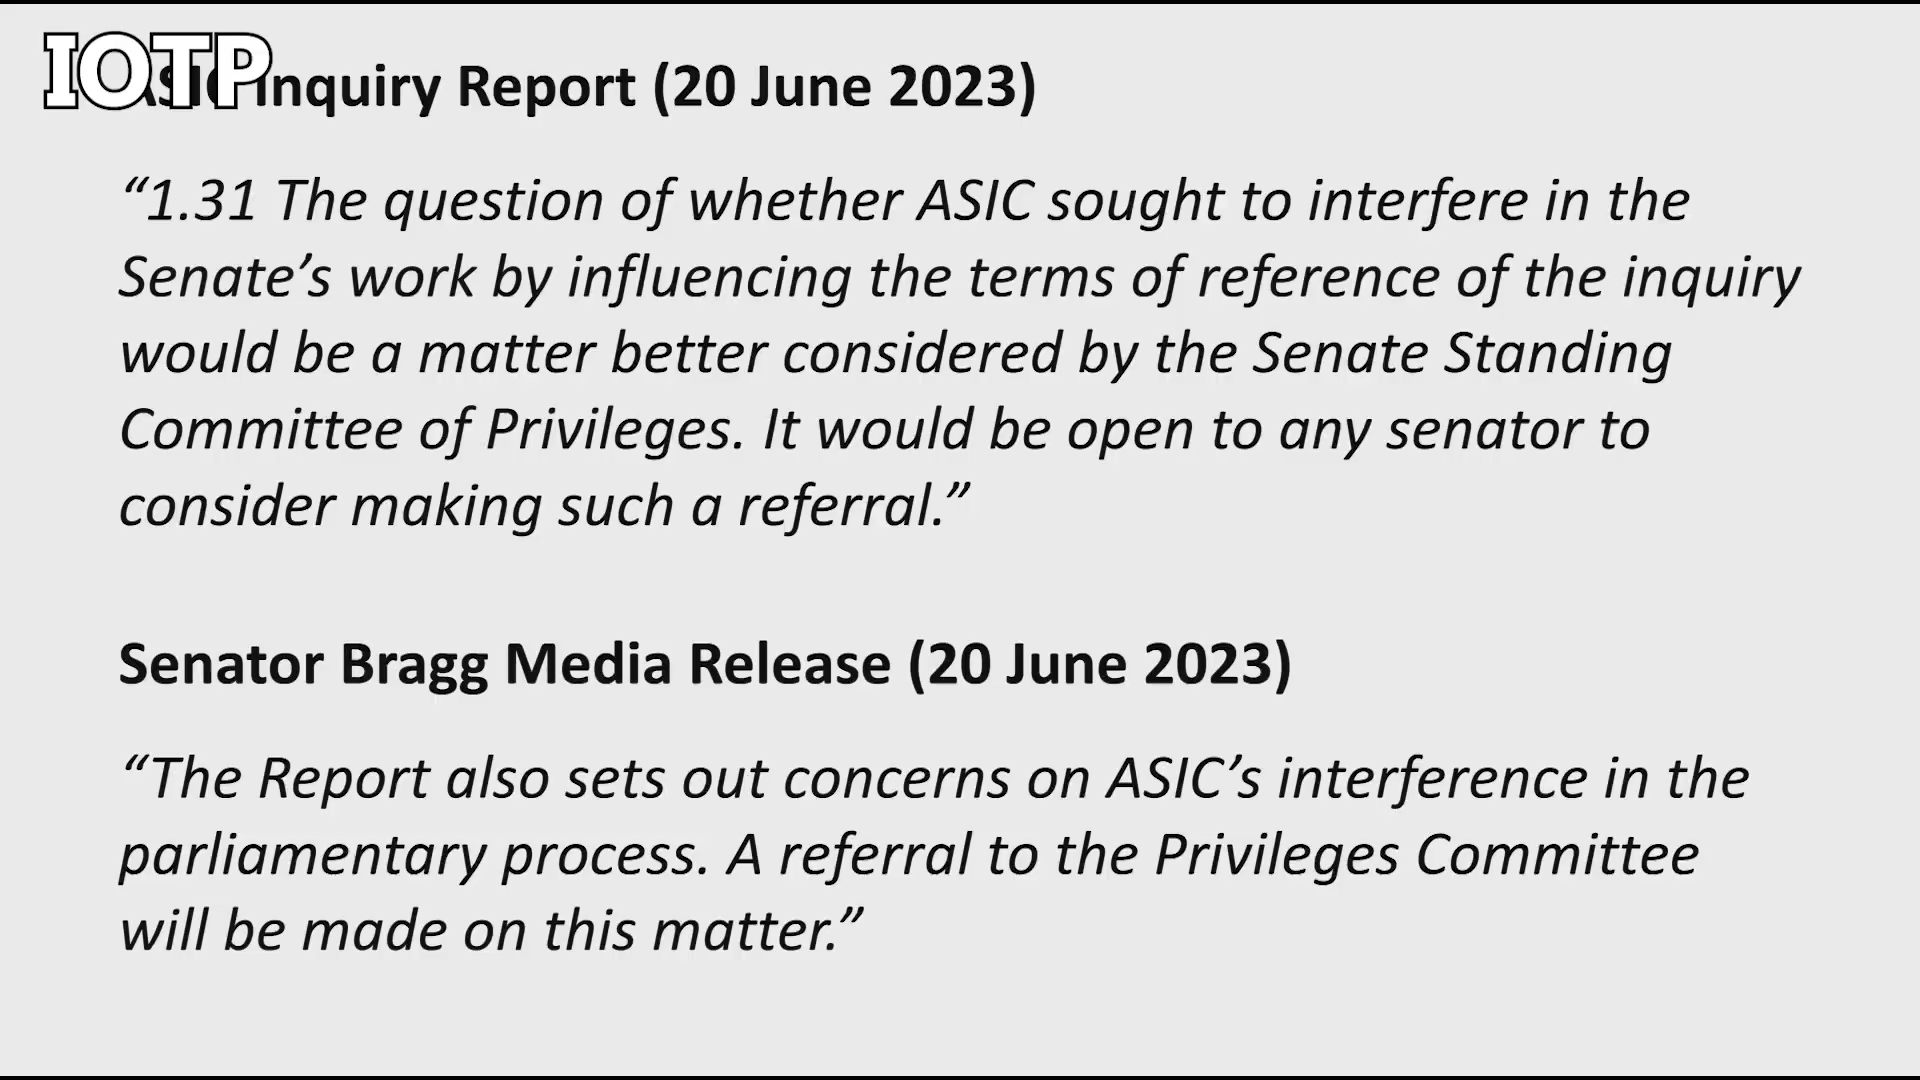 IOTP
ASIC Inquiry Report (20 June 2023)
“1.31 The question of whether ASIC sought to interfere in the
Senate’s work by influencing the terms of reference of the inquiry
would be a matter better considered by the Senate Standing
Committee of Privileges. It would be open to any senator to
consider making such a referral.”
Senator Bragg Media Release (20 June 2023)
“The Report also sets out concerns on ASIC’s interference in the
parliamentary process. A referral to the Privileges Committee
will be made on this matter.”